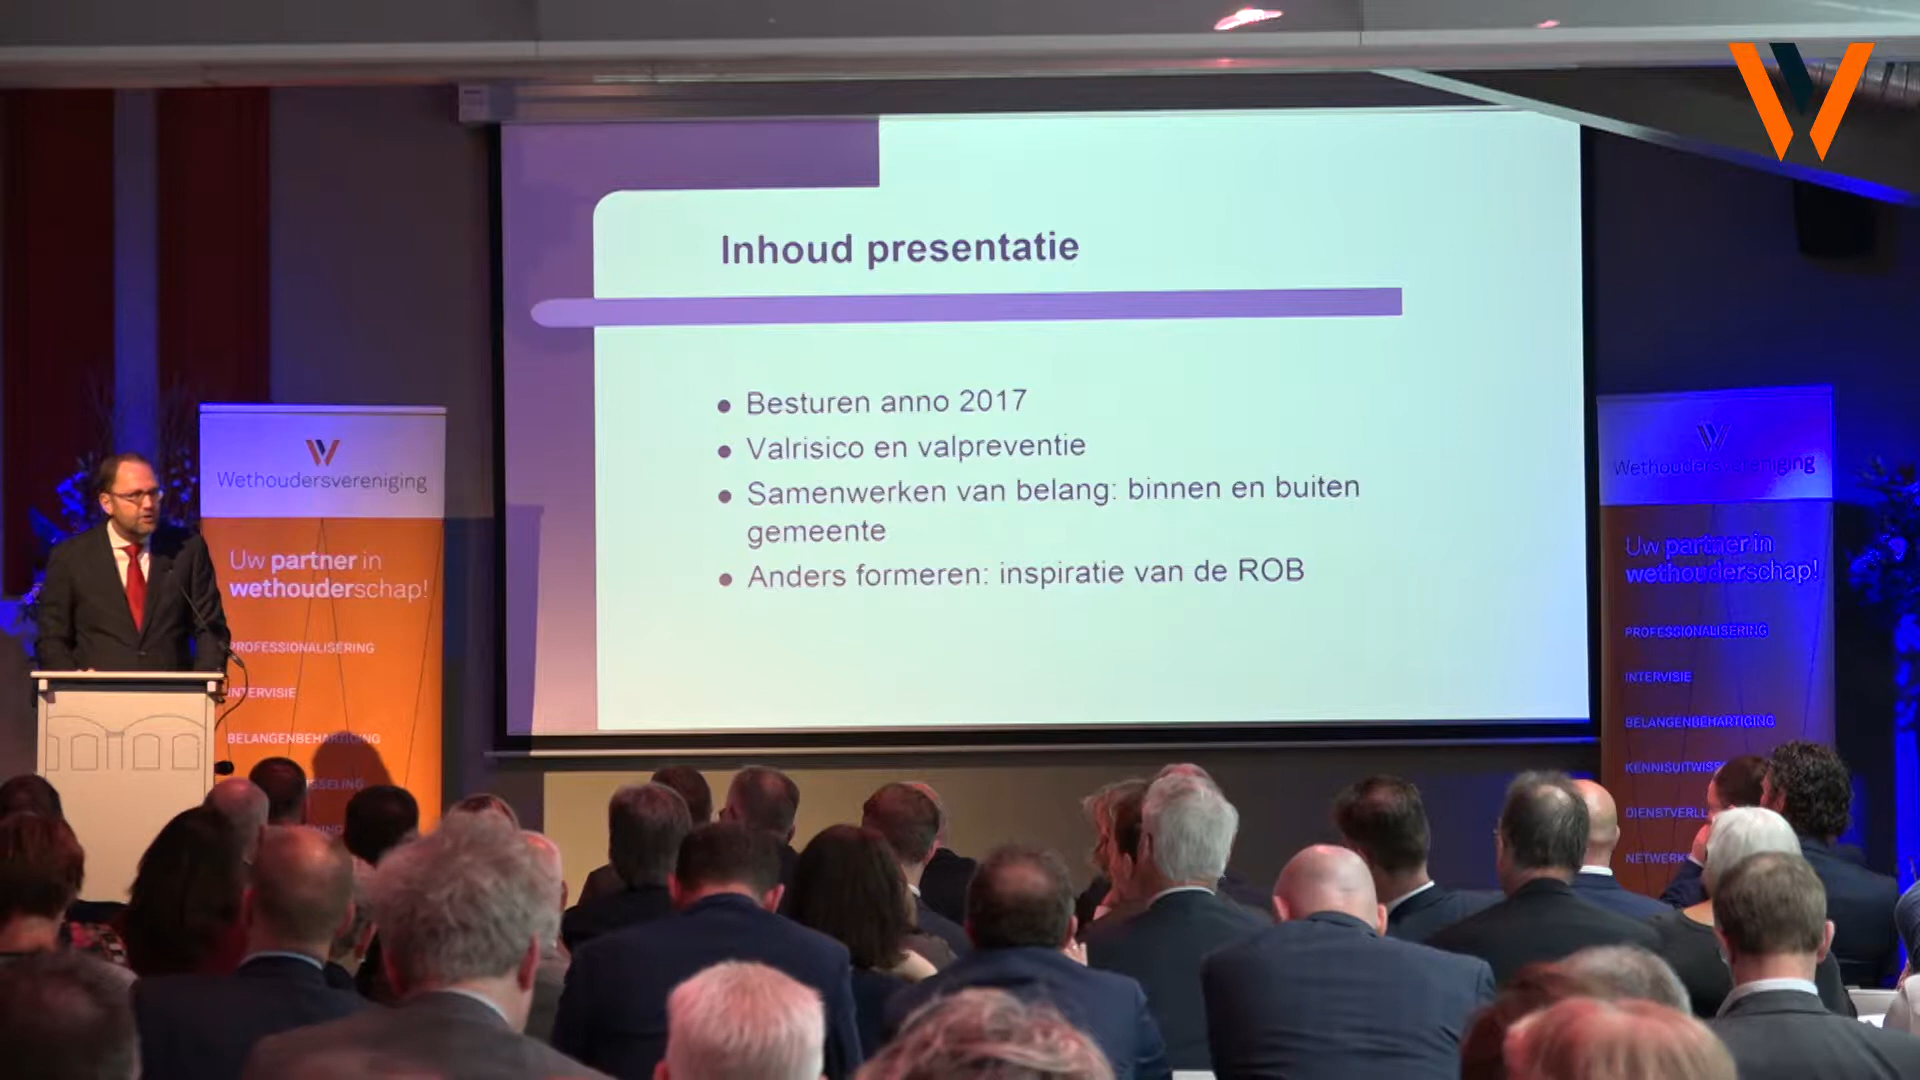 Inhoud presentatie
Besturen anno 2017
Valrisico en valpreventie
Samenwerken van belang: binnen en buiten
gemeente
Anders formeren: inspiratie van de ROB
Wethoudersvereniging
Uw partner in
wethouderschap!
PROFESSIONALISERING
INTERVISIE
BELANGENBEHARTIGING
Wethoudersvereniging
Uw partner in
wethouderschap!
PROFESSIONALISERING
INTERVISIE
BELANGENBEHARTIGING